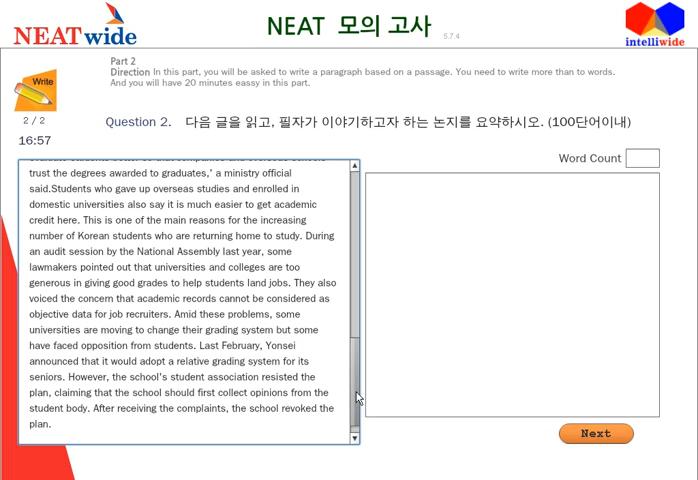 NEATwide
NEAT 모의 고사
5.7.4
intelliwide
Part 2
Direction In this part, you will be asked to write a paragraph based on a passage. You need to write more than to words.
And you will have 20 minutes eassy in this part.
Write
2 / 2
16:57
Question 2. 다음 글을 읽고, 필자가 이야기하고자 하는 논지를 요약하시오. (100단어이내)
Word Count
trust the degrees awarded to graduates,' a ministry official
said.Students who gave up overseas studies and enrolled in
domestic universities also say it is much easier to get academic
credit here. This is one of the main reasons for the increasing
number of Korean students who are returning home to study. During
an audit session by the National Assembly last year, some
lawmakers pointed out that universities and colleges are too
generous in giving good grades to help students land jobs. They also
voiced the concern that academic records cannot be considered as
objective data for job recruiters. Amid these problems, some
universities are moving to change their grading system but some
have faced opposition from students. Last February, Yonsei
announced that it would adopt a relative grading system for its
seniors. However, the school's student association resisted the
plan, claiming that the school should first collect opinions from the
student body. After receiving the complaints, the school revoked the
plan.
Next